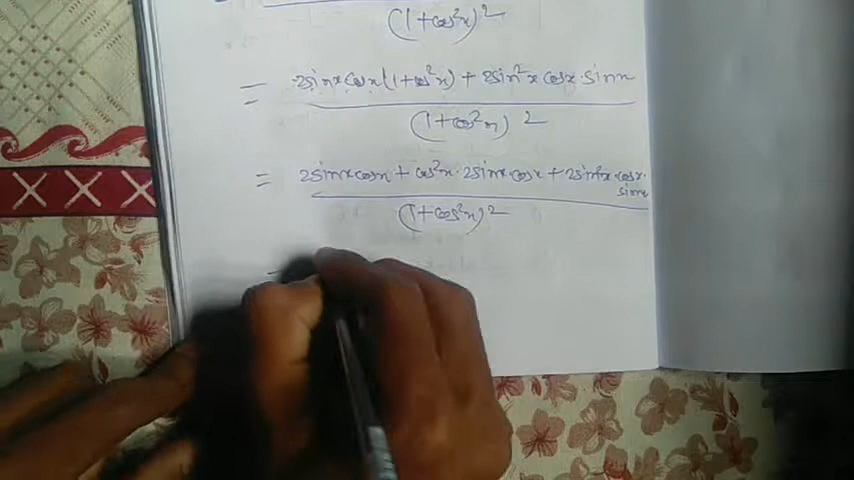 (1+cos²x)²
= 2sinx cosx(1+cos²x) + 2sin²x cosx · sinx
(1+cos²x)²
= 2sinx cosx + cos²x · 2sinx cosx + 2sin²x cosx · sinx
(1+cos²x)²